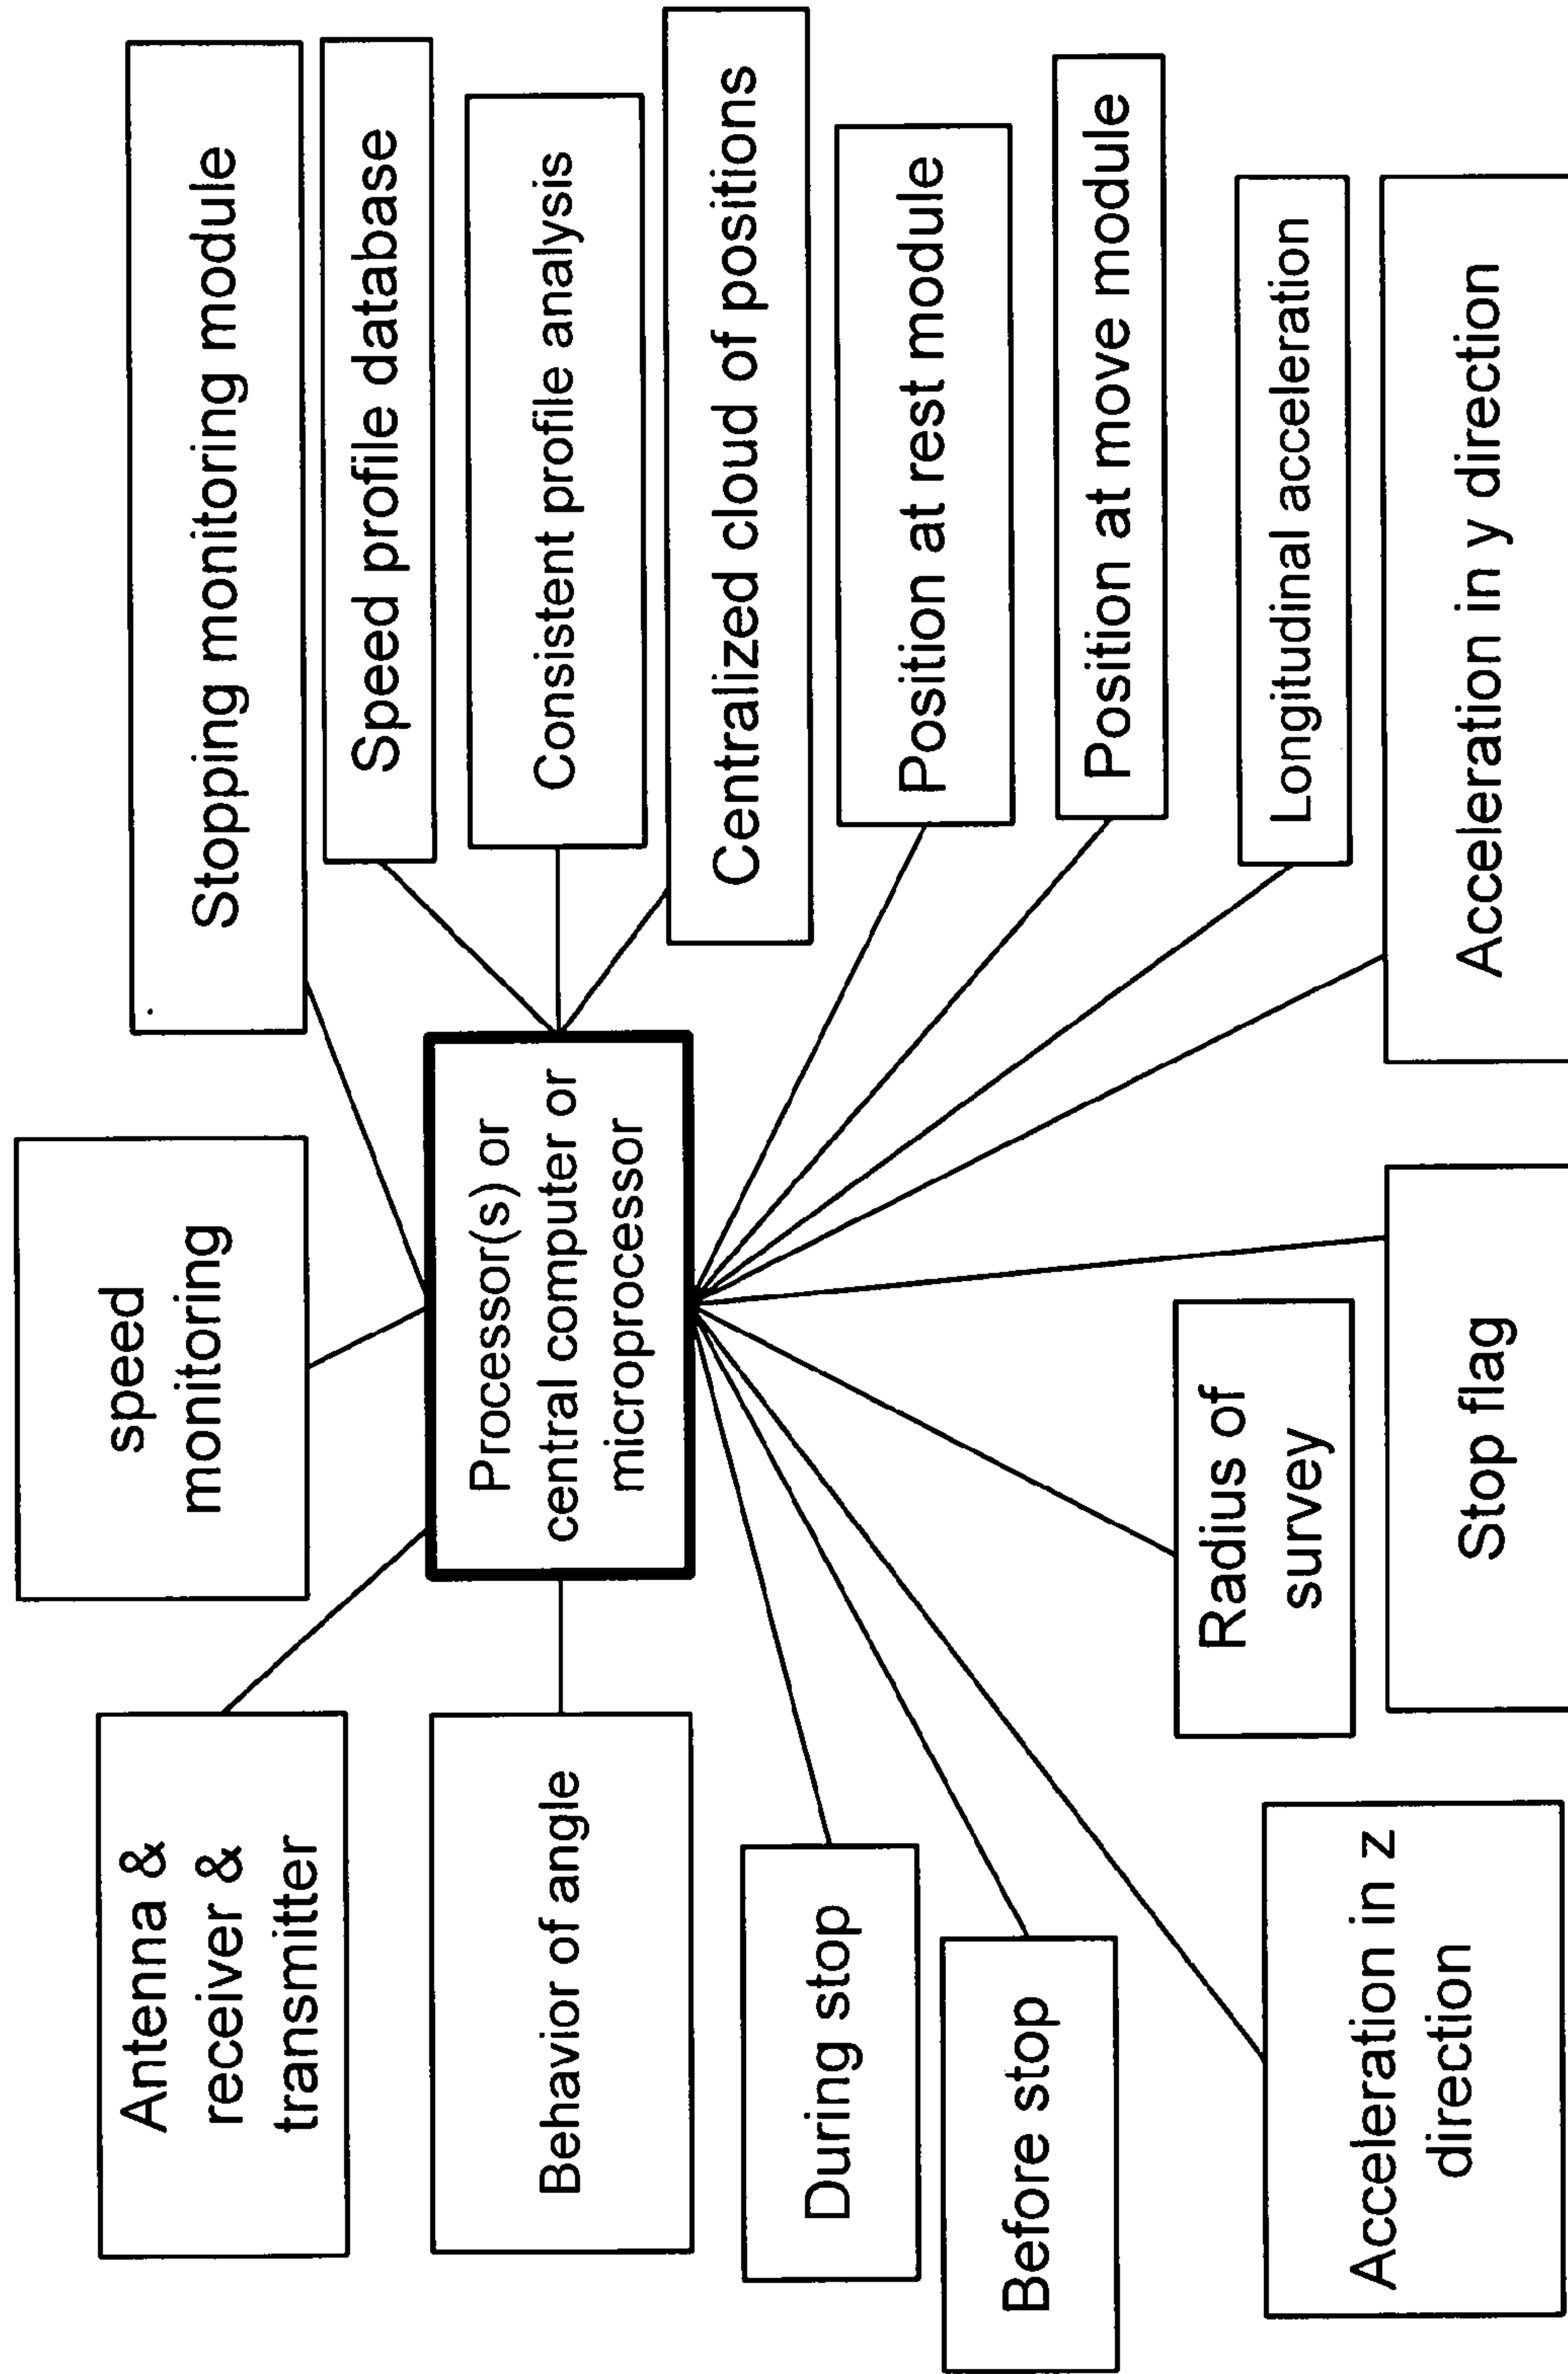 Antenna &
receiver &
transmitter
speed
monitoring
Stopping monitoring module
Speed profile database
Behavior of angle
Processor(s) or
central computer or
microprocessor
Consistent profile analysis
Centralized cloud of positions
During stop
Position at rest module
Before stop
Position at move module
Radius of
survey
Longitudinal acceleration
Acceleration in z
direction
Stop flag
Acceleration in y direction